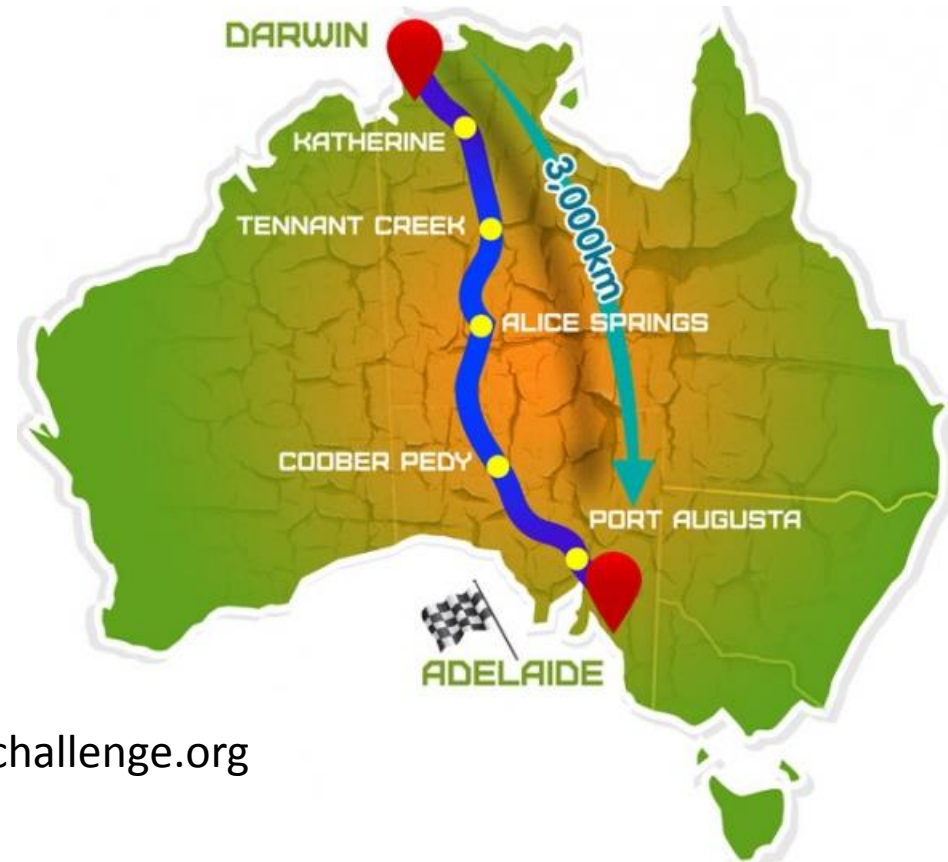 DARWIN
KATHERINE
3,000km
TENNANT CREEK
ALICE SPRINGS
COOBER PEDY
PORT AUGUSTA
ADELAIDE
challenge.org